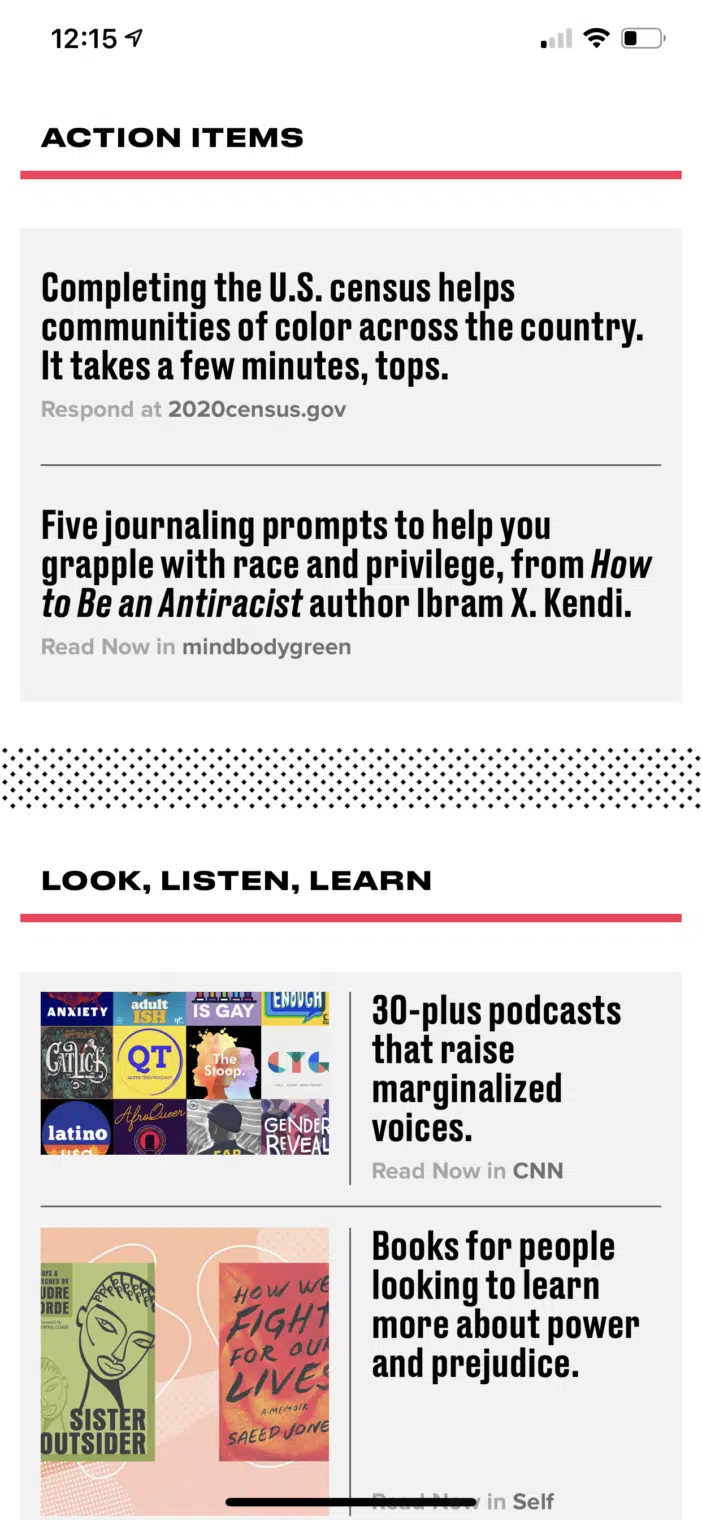 12:15
ACTION ITEMS
Completing the U.S. census helps
communities of color across the country.
It takes a few minutes, tops.
Respond at 2020census.gov
Five journaling prompts to help you
grapple with race and privilege, from How
to Be an Antiracist author Ibram X. Kendi.
Read Now in mindbodygreen
LOOK, LISTEN, LEARN
ANXIETY
adult
ISH
IS GAY
ENOUGH
QT
QUEER TECH PODCAST
The
Stoop.
CYG
latino
USA
AfroQueer
GENDER
REVEAL
30-plus podcasts
that raise
marginalized
voices.
Read Now in CNN
UDRE
ORDE
SISTER
OUTSIDER
HOW WE
FIGHT
FOR OUR
LIVES
A MEMOIR
SAEED JONE
Books for people
looking to learn
more about power
and prejudice.
Read Now in Self